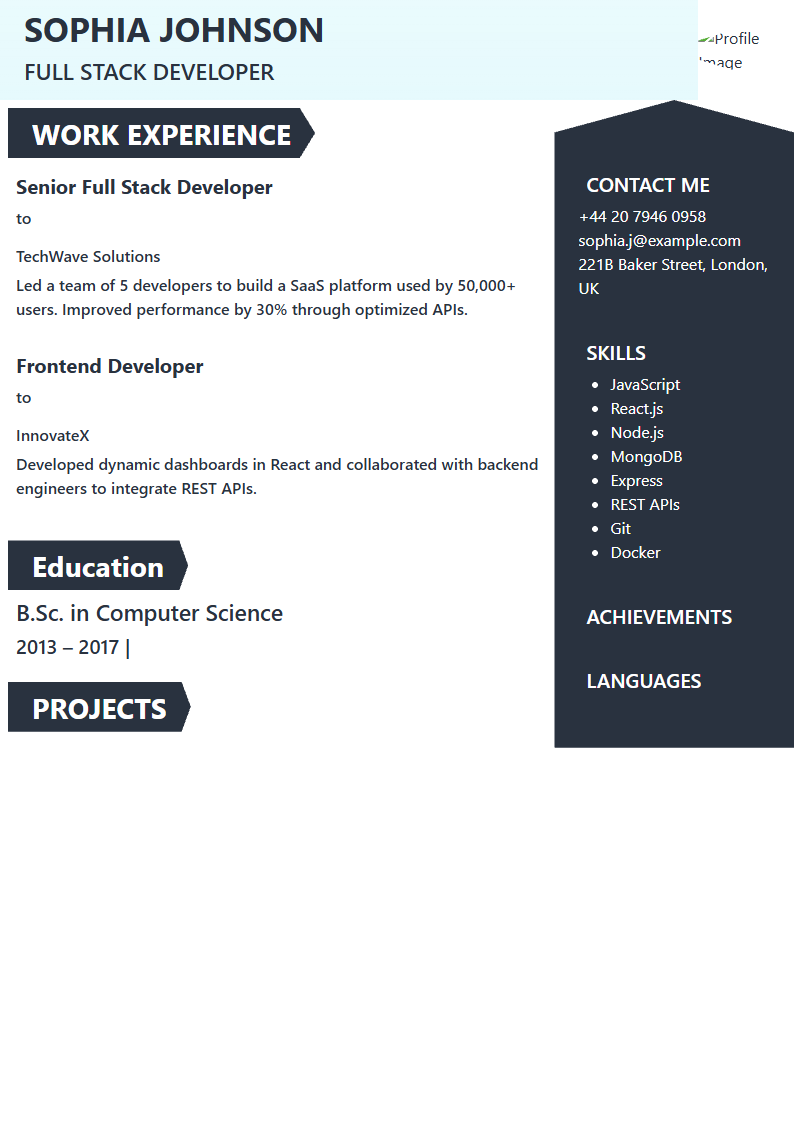 SOPHIA JOHNSON
FULL STACK DEVELOPER
Profile
Image
WORK EXPERIENCE
Senior Full Stack Developer
to
TechWave Solutions
Led a team of 5 developers to build a SaaS platform used by 50,000+
users. Improved performance by 30% through optimized APIs.
Frontend Developer
to
InnovateX
Developed dynamic dashboards in React and collaborated with backend
engineers to integrate REST APIs.
Education
B.Sc. in Computer Science
2013 – 2017 |
PROJECTS
CONTACT ME
+44 20 7946 0958
sophia.j@example.com
221B Baker Street, London,
UK
SKILLS
• JavaScript
• React.js
• Node.js
• MongoDB
• Express
• REST APIs
• Git
• Docker
ACHIEVEMENTS
LANGUAGES